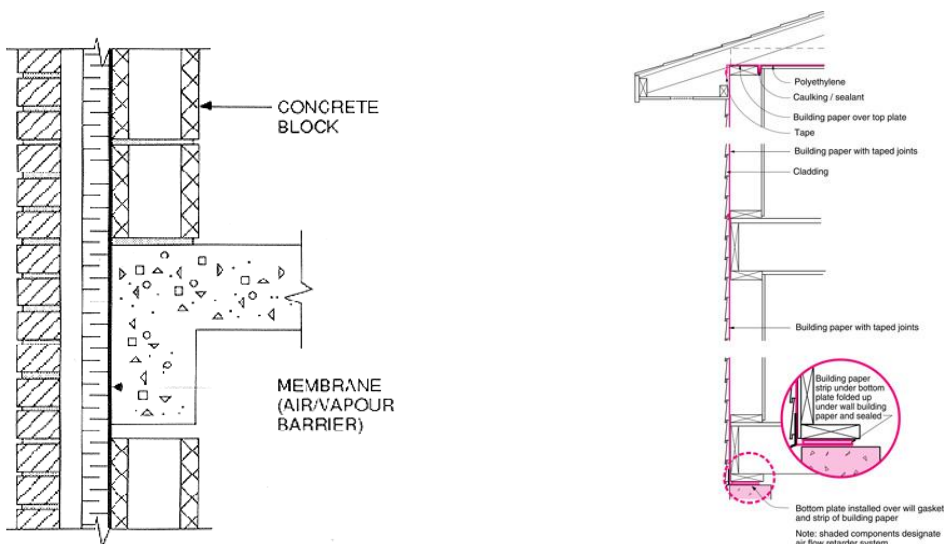 CONCRETE
BLOCK
MEMBRANE
(AIR/VAPOUR
BARRIER)
Polyethylene
Caulking / sealant
Building paper over top plate
Tape
Building paper with taped joints
Cladding
Building paper with taped joints
Building paper
strip under bottom
plate folded up
under wall building
paper and sealed
Bottom plate installed over will gasket
and strip of building paper
Note: shaded components designate
air flow retarder system